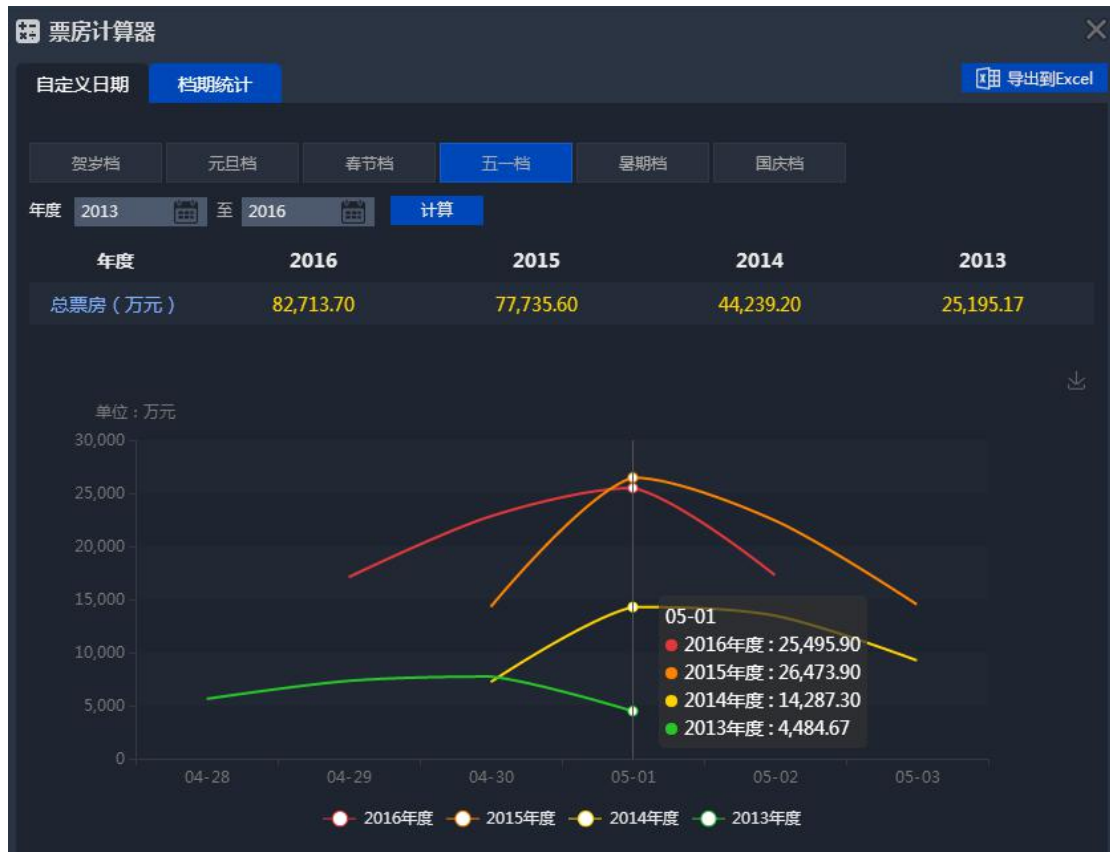 票房计算器
自定义日期 档期统计 导出到Excel
贺岁档 元旦档 春节档 五一档 暑期档 国庆档
年度 2013 至 2016 计算
年度 2016 2015 2014 2013
总票房(万元) 82,713.70 77,735.60 44,239.20 25,195.17
单位:万元
30,000
25,000
20,000
15,000
10,000
5,000
0
05-01
2016年度:25,495.90
2015年度:26,473.90
2014年度:14,287.30
2013年度:4,484.67
04-28 04-29 04-30 05-01 05-02 05-03
2016年度 2015年度 2014年度 2013年度